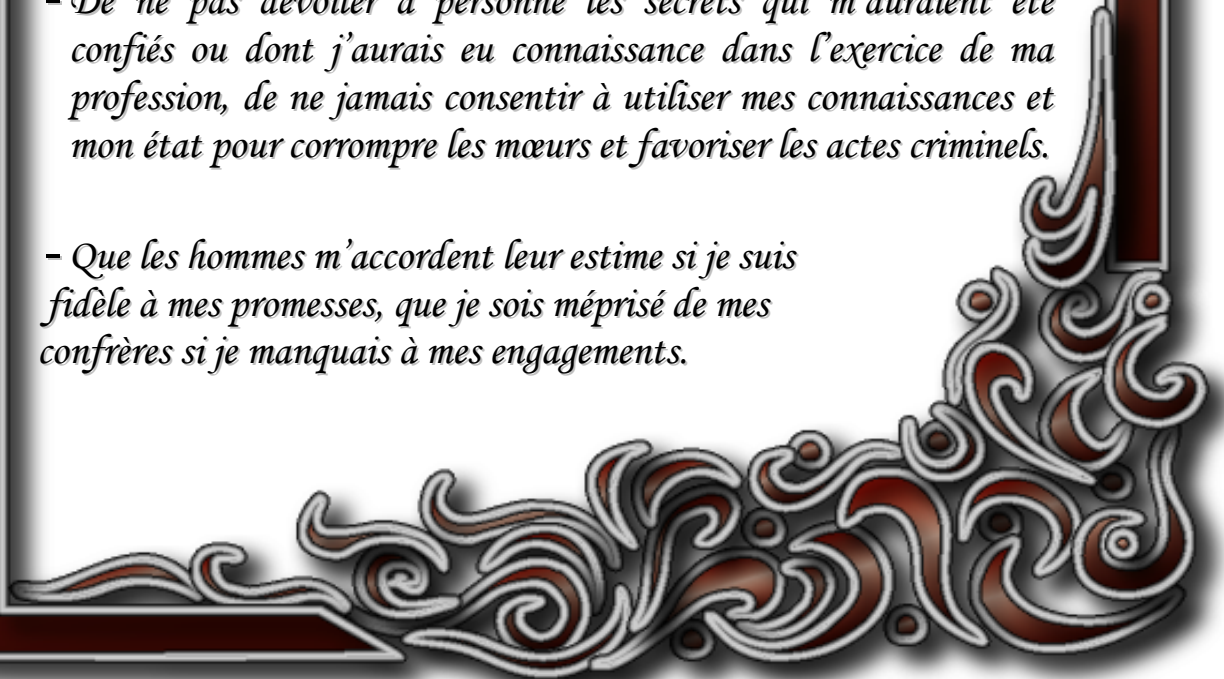 - De ne pas dévoiler à personne les secrets qui m’auraient été
confiés ou dont j’aurais eu connaissance dans l’exercice de ma
profession, de ne jamais consentir à utiliser mes connaissances et
mon état pour corrompre les mœurs et favoriser les actes criminels.
- Que les hommes m’accordent leur estime si je suis
fidèle à mes promesses, que je sois méprisé de mes
confrères si je manquais à mes engagements.